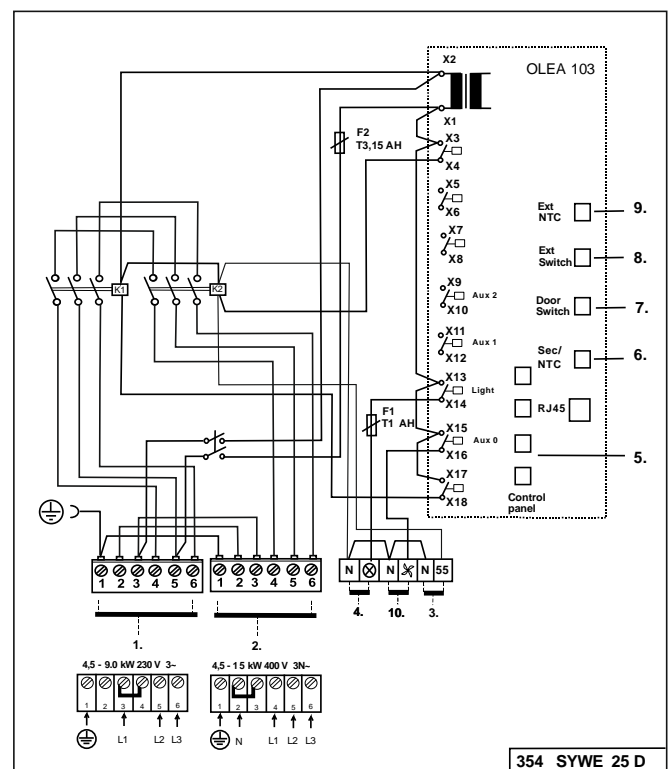 X2
OLEA 103
X1
F2
T3,15 AH
X3
X4
X5
X6
X7
X8
X9
Aux 2
X10
X11
Aux 1
X12
X13
Light
X14
X15
Aux 0
X16
X17
X18
Ext
NTC
9.
Ext
Switch
8.
Door
Switch
7.
Sec/
NTC
6.
RJ45
5.
Control
panel
K1
K2
F1
T1 AH
1 2 3 4 5 6
1 2 3 4 5 6
N N N 55
4. 10. 3.
1.
2.
4,5 - 9.0 kW 230 V 3~
1 2 3 4 5 6
L1 L2 L3
4,5 - 15 kW 400 V 3N~
1 2 3 4 5 6
N L1 L2 L3
354 SYWE 25 D